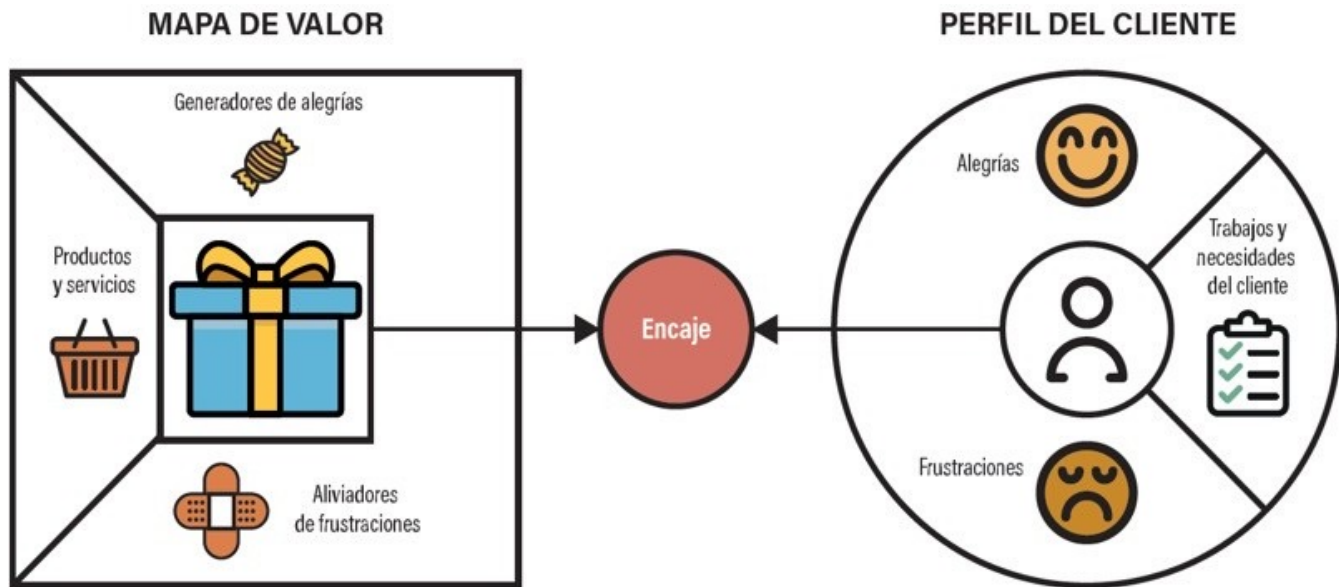 MAPA DE VALOR
Generadores de alegrías
Productos
y servicios
Aliviadores
de frustraciones
Encaje
PERFIL DEL CLIENTE
Alegrías
Trabajos y
necesidades
del cliente
Frustraciones